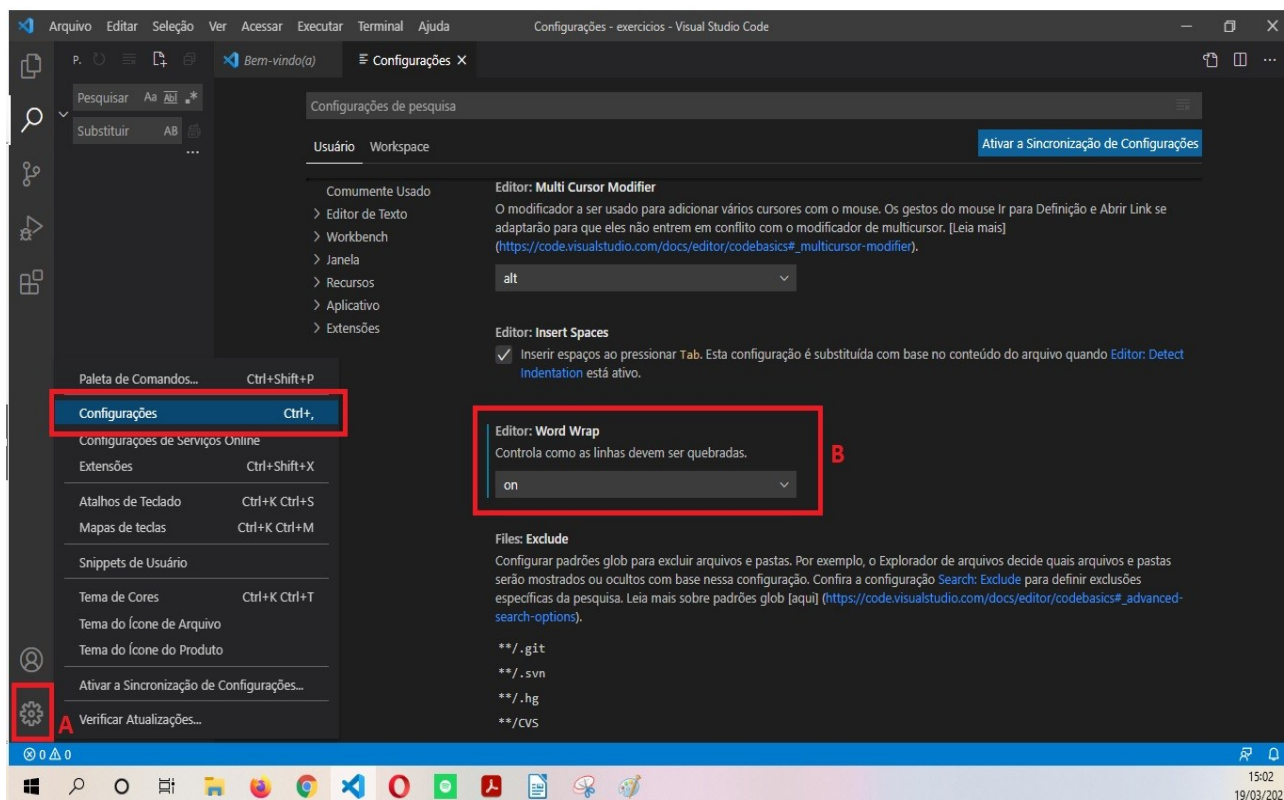 Arquivo Editar Seleção Ver Acessar Executar Terminal Ajuda Configurações - exercicios - Visual Studio Code
P. Bem-vindo(a) Configurações
Pesquisar Aa Abl .*
Substituir AB
...
Configurações de pesquisa
Usuário Workspace
Ativar a Sincronização de Configurações
Comumente Usado
Editor de Texto
Workbench
Janela
Recursos
Aplicativo
Extensões
Editor: Multi Cursor Modifier
O modificador a ser usado para adicionar vários cursores com o mouse. Os gestos do mouse Ir para Definição e Abrir Link se
adaptarão para que eles não entrem em conflito com o modificador de multicursor. [Leia mais]
(https://code.visualstudio.com/docs/editor/codebasics#_multicursor-modifier).
alt
Editor: Insert Spaces
Inserir espaços ao pressionar Tab. Esta configuração é substituída com base no conteúdo do arquivo quando Editor: Detect
Indentation está ativo.
Editor: Word Wrap
Controla como as linhas devem ser quebradas.
on
B
Files: Exclude
Configurar padrões glob para excluir arquivos e pastas. Por exemplo, o Explorador de arquivos decide quais arquivos e pastas
serão mostrados ou ocultos com base nessa configuração. Confira a configuração Search: Exclude para definir exclusões
específicas da pesquisa. Leia mais sobre padrões glob [aqui] (https://code.visualstudio.com/docs/editor/codebasics#_advanced-
search-options).
**/.git
**/.svn
**/.hg
**/CVS
Paleta de Comandos... Ctrl+Shift+P
Configurações Ctrl+,
Configurações de Serviços Online
Extensões Ctrl+Shift+X
Atalhos de Teclado Ctrl+K Ctrl+S
Mapas de teclas Ctrl+K Ctrl+M
Snippets de Usuário
Tema de Cores Ctrl+K Ctrl+T
Tema do Ícone de Arquivo
Tema do Ícone do Produto
Ativar a Sincronização de Configurações...
Verificar Atualizações...
A
0 0
15:02
19/03/202